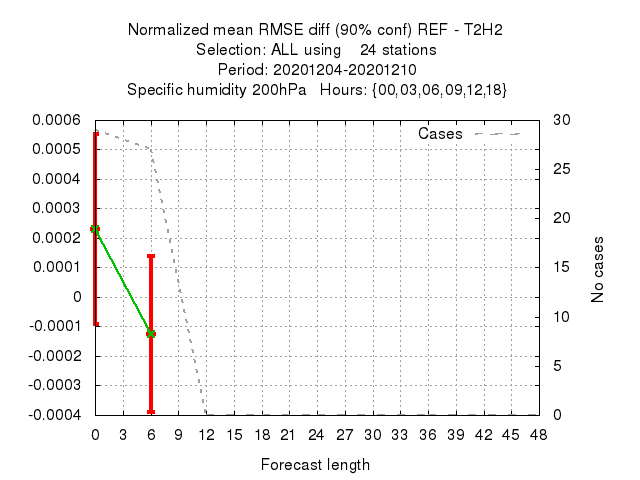 Normalized mean RMSE diff (90% conf) REF - T2H2
Selection: ALL using    24 stations
Period: 20201204-20201210
Specific humidity 200hPa   Hours: {00,03,06,09,12,18}
Cases
0.0006
0.0005
0.0004
0.0003
0.0002
0.0001
0
-0.0001
-0.0002
-0.0003
-0.0004
30
25
20
15
10
5
0
No cases
0 3 6 9 12 15 18 21 24 27 30 33 36 39 42 45 48
Forecast length